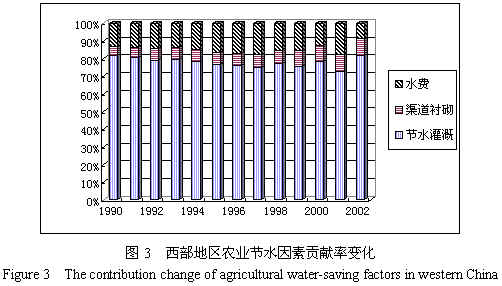 100%
90%
80%
70%
60%
50%
40%
30%
20%
10%
0%
1990 1992 1994 1996 1998 2000 2002
水费
渠道衬砌
节水灌溉
图 3 西部地区农业节水因素贡献率变化
Figure 3 The contribution change of agricultural water-saving factors in western China